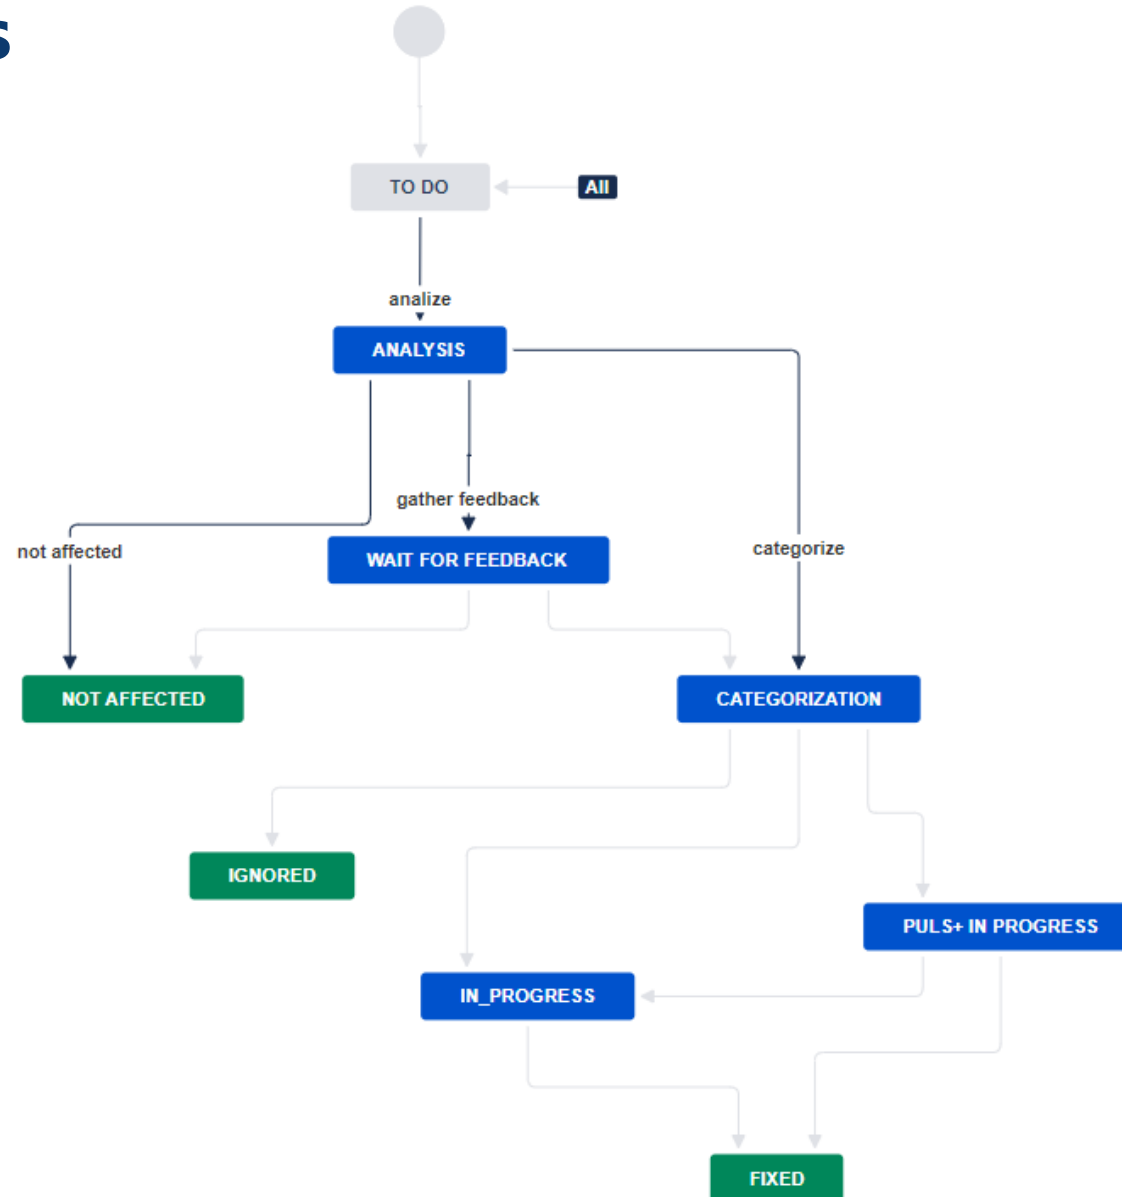 s
TO DO
All
analize
ANALYSIS
gather feedback
not affected
categorize
WAIT FOR FEEDBACK
NOT AFFECTED
CATEGORIZATION
IGNORED
PULS+ IN PROGRESS
IN_PROGRESS
FIXED